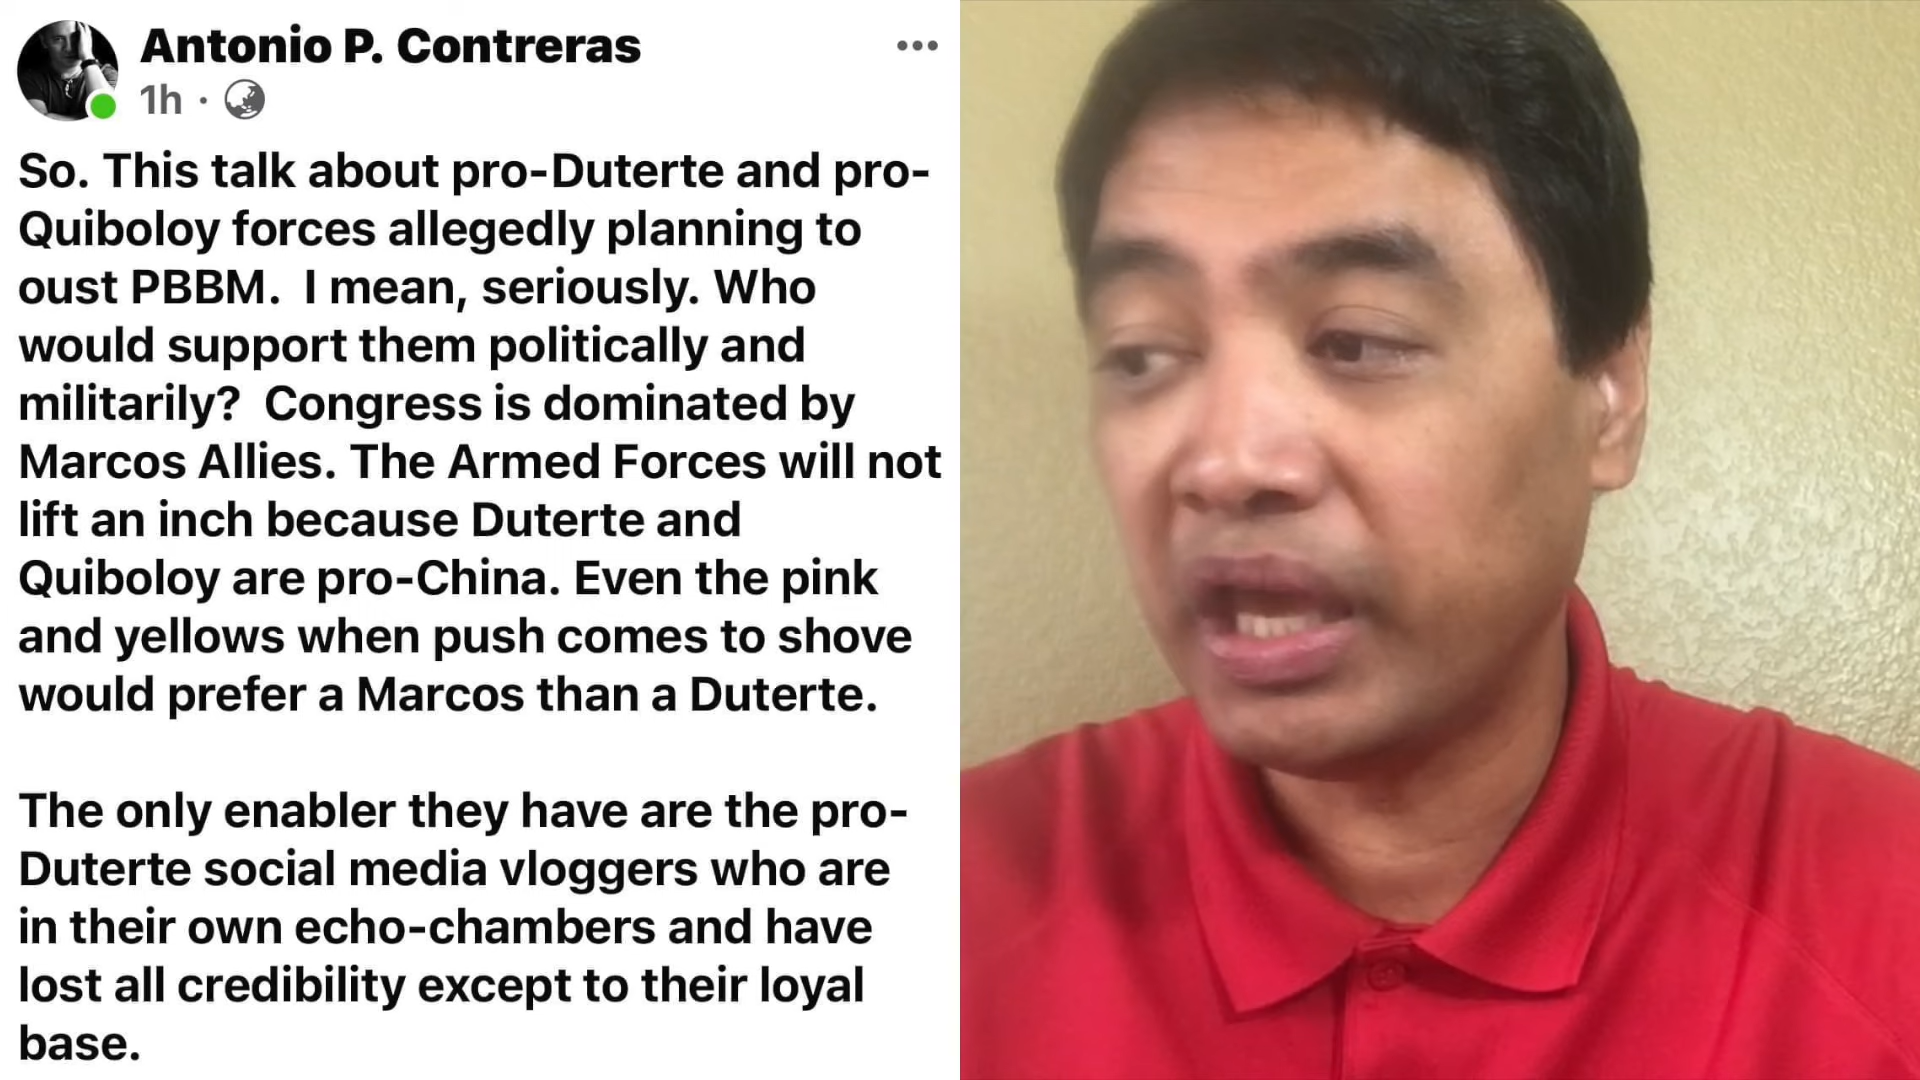 Antonio P. Contreras
1h ·
So. This talk about pro-Duterte and pro-
Quiboloy forces allegedly planning to
oust PBBM.  I mean, seriously. Who
would support them politically and
militarily?  Congress is dominated by
Marcos Allies. The Armed Forces will not
lift an inch because Duterte and
Quiboloy are pro-China. Even the pink
and yellows when push comes to shove
would prefer a Marcos than a Duterte.
The only enabler they have are the pro-
Duterte social media vloggers who are
in their own echo-chambers and have
lost all credibility except to their loyal
base.